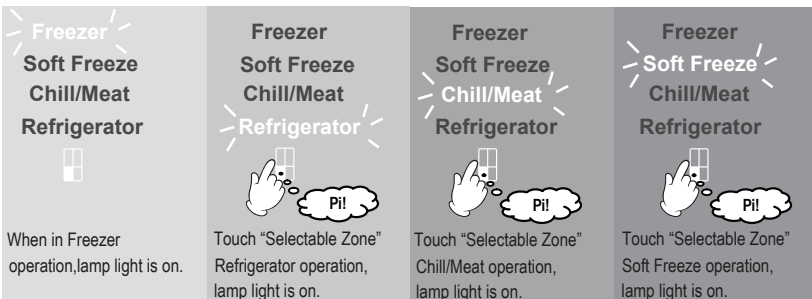 Freezer
Soft Freeze
Chill/Meat
Refrigerator
When in Freezer
operation,lamp light is on.
Freezer
Soft Freeze
Chill/Meat
Refrigerator
Pi!
Touch “Selectable Zone”
Refrigerator operation,
lamp light is on.
Freezer
Soft Freeze
Chill/Meat
Refrigerator
Pi!
Touch “Selectable Zone”
Chill/Meat operation,
lamp light is on.
Freezer
Soft Freeze
Chill/Meat
Refrigerator
Pi!
Touch “Selectable Zone”
Soft Freeze operation,
lamp light is on.